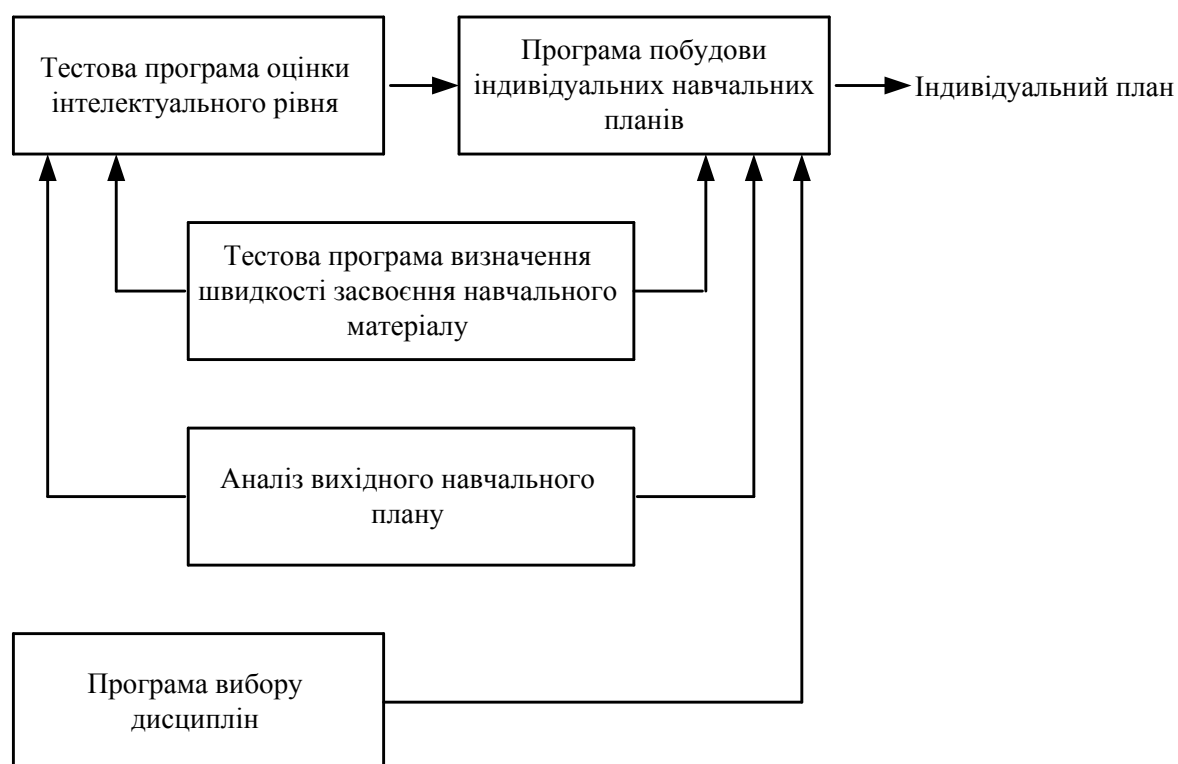 Тестова програма оцінки
інтелектуального рівня
Програма побудови
індивідуальних навчальних
планів
Індивідуальний план
Тестова програма визначення
швидкості засвоєння навчального
матеріалу
Аналіз вихідного навчального
плану
Програма вибору
дисциплін